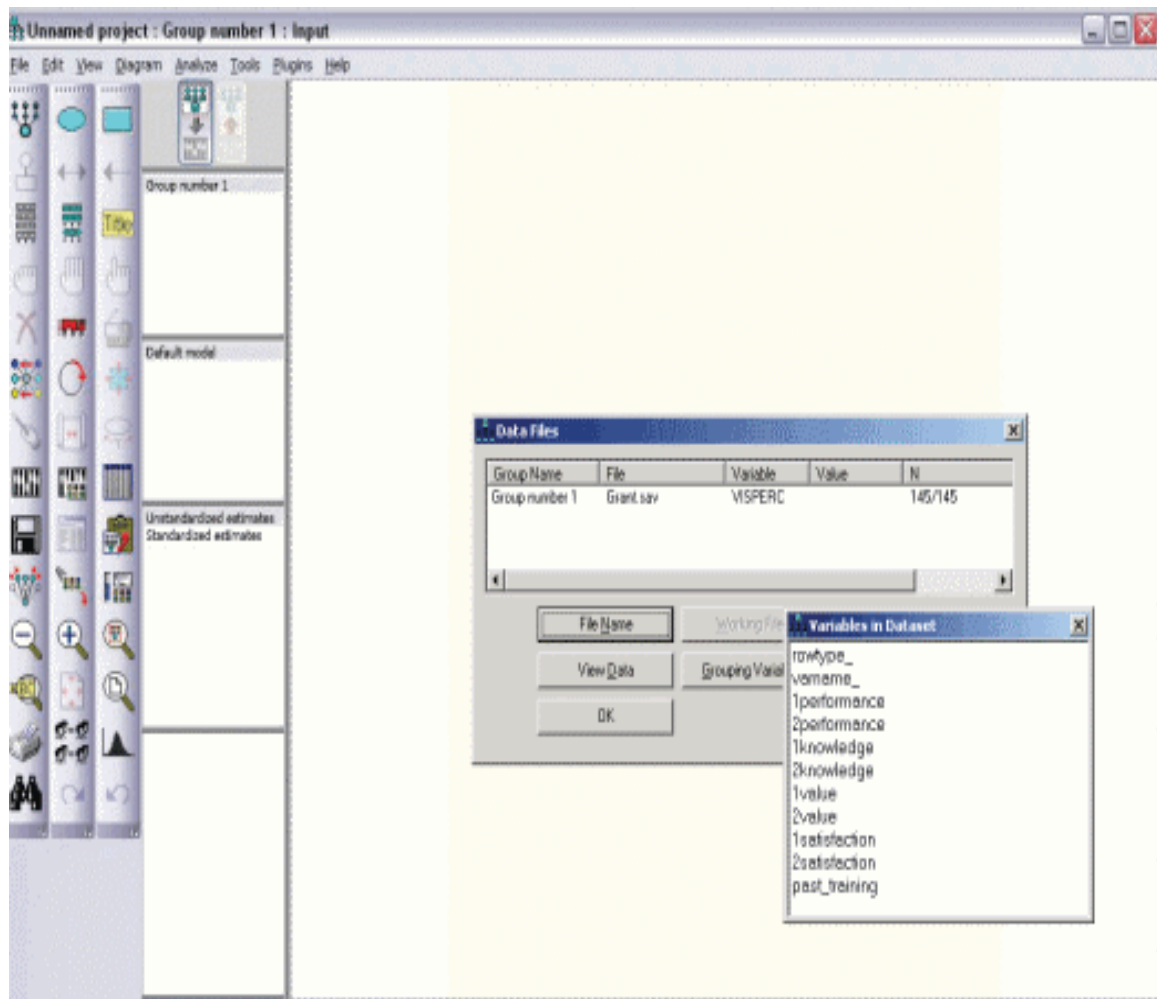 Unnamed project : Group number 1 : Input
File Edit View Diagram Analyze Tools Plugins Help
Title
Group number 1
Default model
Unstandardized estimates
Standardized estimates
ABC
Data Files
Group Name File Variable Value N
Group number 1 Grant.sav VISPERC 145/145
File Name
Working File
View Data
Grouping Variabl
OK
Variables in Dataset
rowtype_
varname_
1performance
2performance
1knowledge
2knowledge
1value
2value
1satisfaction
2satisfaction
past_training